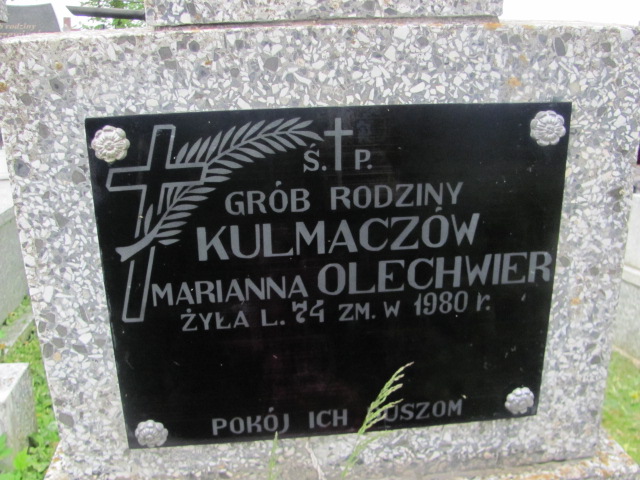 Ś. P.
GRÓB RODZINY
KULMACZÓW
MARIANNA OLECHWIER
ŻYŁA L. 74 ZM. W 1980 r.
POKÓJ ICH DUSZOM